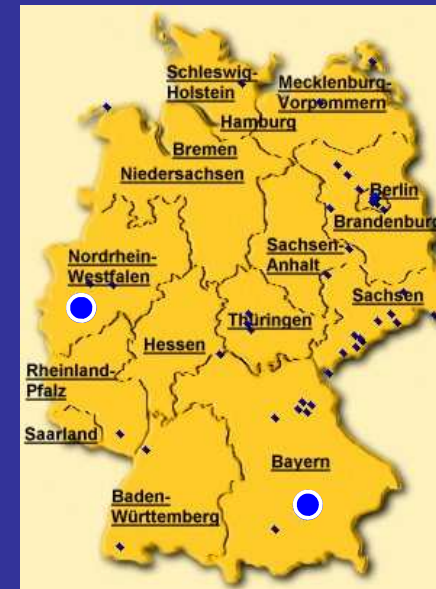 Schleswig-
Holstein
Mecklenburg-
Vorpommern
Hamburg
Bremen
Niedersachsen
Berlin
Brandenburg
Sachsen-
Anhalt
Nordrhein-
Westfalen
Sachsen
Thüringen
Hessen
Rheinland-
Pfalz
Saarland
Bayern
Baden-
Württemberg